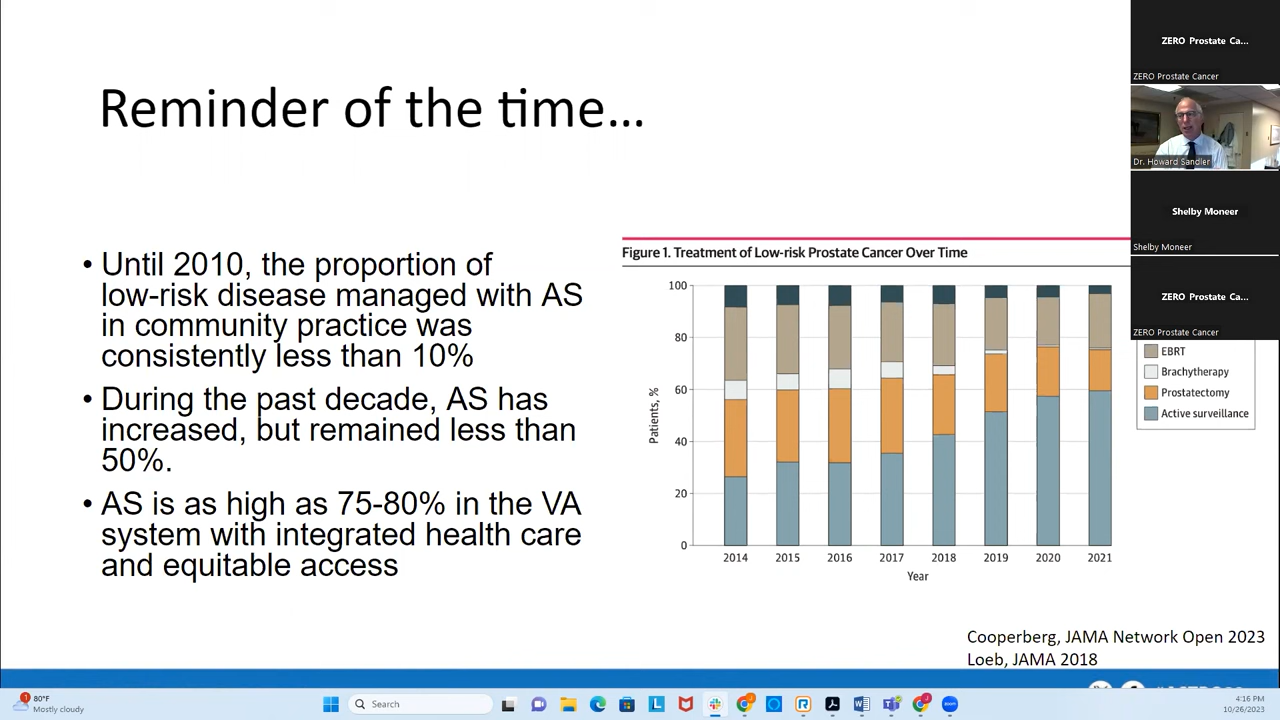 Reminder of the time...
• Until 2010, the proportion of
low-risk disease managed with AS
in community practice was
consistently less than 10%
• During the past decade, AS has
increased, but remained less than
50%.
• AS is as high as 75-80% in the VA
system with integrated health care
and equitable access
Figure 1. Treatment of Low-risk Prostate Cancer Over Time
Patients, %
100
80
60
40
20
0
2014 2015 2016 2017 2018 2019 2020 2021
Year
EBRT
Brachytherapy
Prostatectomy
Active surveillance
Cooperberg, JAMA Network Open 2023
Loeb, JAMA 2018
ZERO Prostate Ca...
ZERO Prostate Cancer
Dr. Howard Sandler
Shelby Moneer
Shelby Moneer
ZERO Prostate Ca...
ZERO Prostate Cancer
1
80°F
Mostly cloudy
Search
4:16 PM
10/26/2023